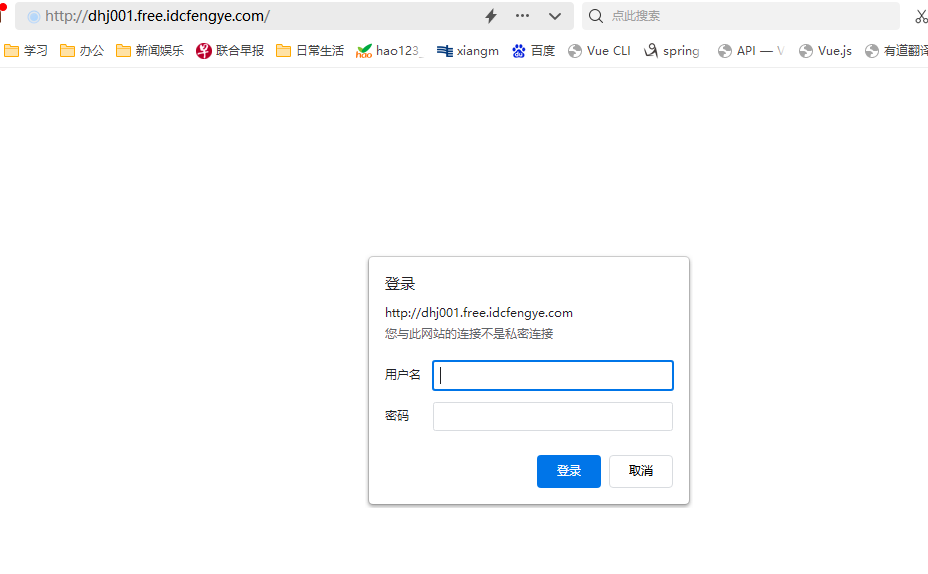 http://dhj001.free.idcfengye.com/
点此搜索
学习 办公 新闻娱乐 联合早报 日常生活 hao123_ xiangm 百度 Vue CLI spring API — Vue.js 有道翻译
登录
http://dhj001.free.idcfengye.com
您与此网站的连接不是私密连接
用户名
密码
登录 取消